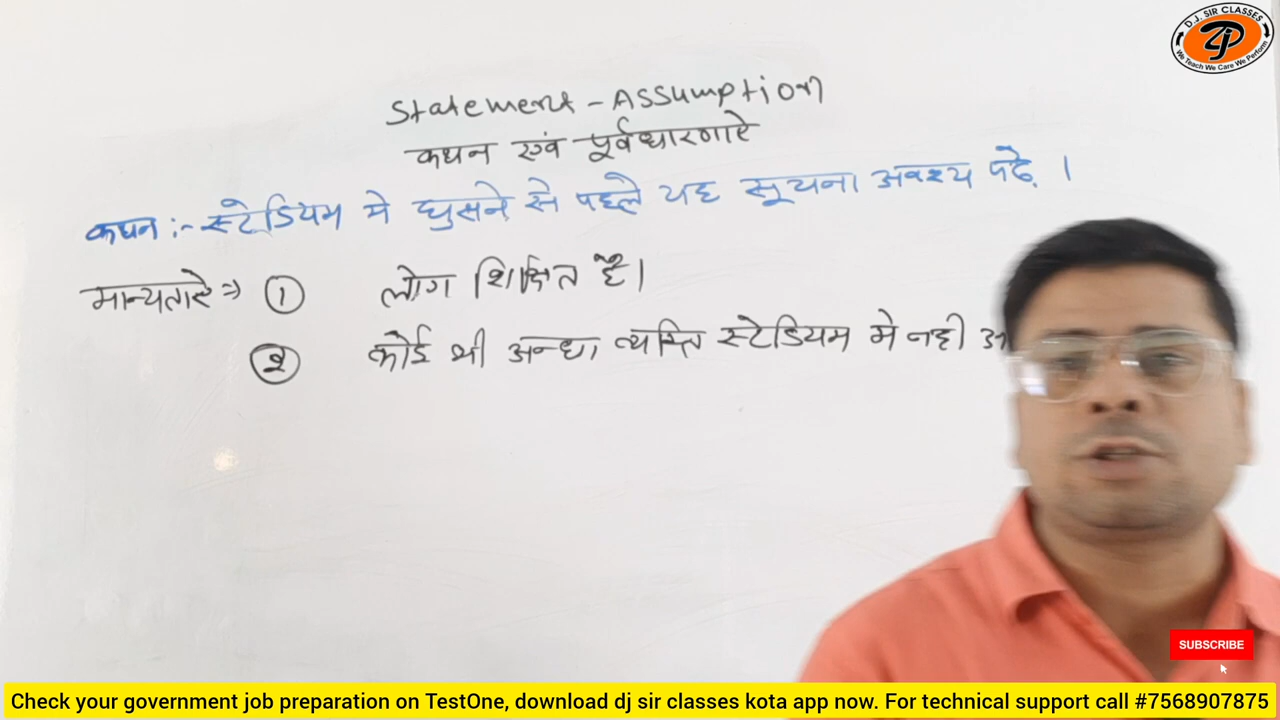 D.J. SIR CLASSES
We Teach We Care We Perform
Statement - Assumption
कथन एवं पूर्वधारणाऐ
कथन :- स्टेडियम मे घुसने से पहले यह सूचना अवश्य पढे. ।
मान्यताऐ => ① लोग शिक्षित है।
② कोई भी अन्धा व्यक्ति स्टेडियम मे नही
SUBSCRIBE
Check your government job preparation on TestOne, download dj sir classes kota app now. For technical support call #7568907875